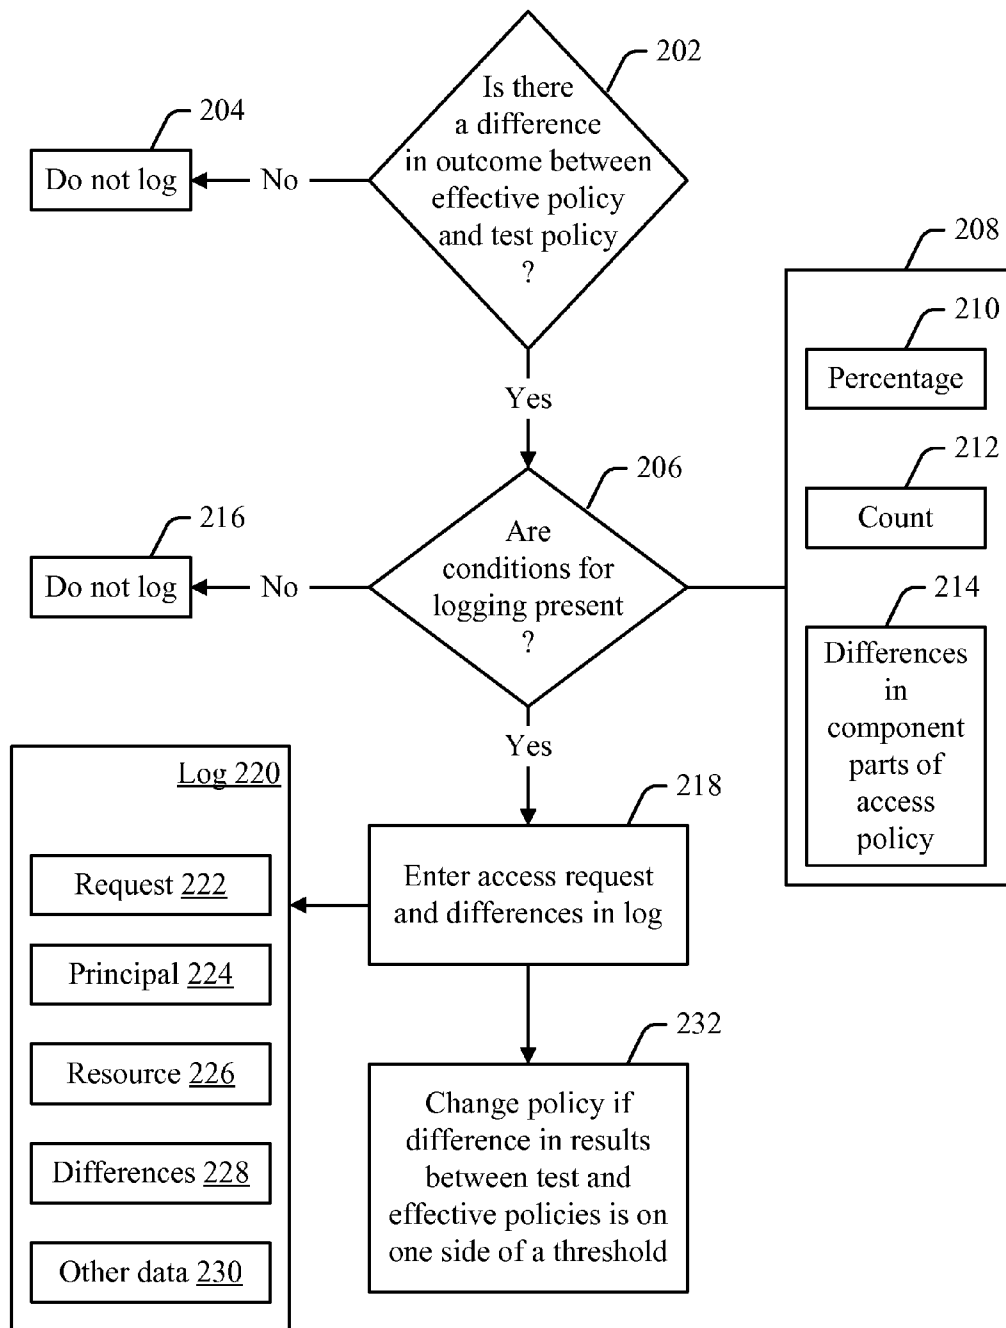 202
Is there
a difference
in outcome between
effective policy
and test policy
?
204
Do not log
No
Yes
208
210
Percentage
212
Count
214
Differences
in
component
parts of
access
policy
206
Are
conditions for
logging present
?
216
Do not log
No
Yes
218
Enter access request
and differences in log
Log 220
Request 222
Principal 224
Resource 226
Differences 228
Other data 230
232
Change policy if
difference in results
between test and
effective policies is on
one side of a threshold